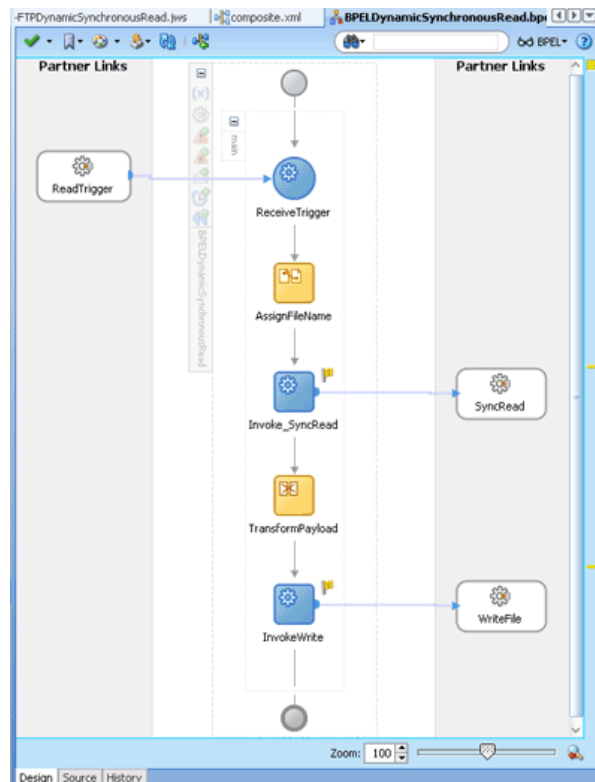 -FTPDynamicSynchronousRead.jws composite.xml BPELDynamicSynchronousRead.bpe
BPEL
Partner Links
Partner Links
main
ReadTrigger
ReceiveTrigger
BPELDynamicSynchronousRead
AssignFileName
Invoke_SyncRead
SyncRead
TransformPayload
InvokeWrite
WriteFile
Zoom: 100
Design Source History